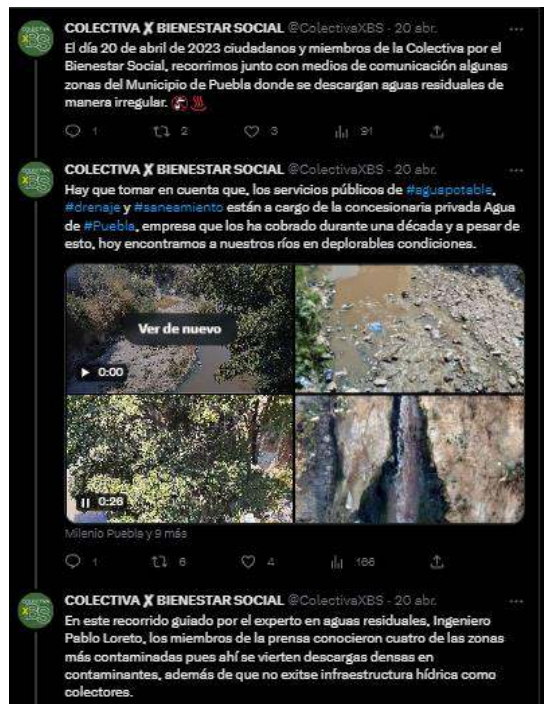 COLECTIVA X BIENESTAR SOCIAL @ColectivaXBS · 20 abr.
El día 20 de abril de 2023 ciudadanos y miembros de la Colectiva por el
Bienestar Social, recorrimos junto con medios de comunicación algunas
zonas del Municipio de Puebla donde se descargan aguas residuales de
manera irregular.
1 2 3 91
COLECTIVA X BIENESTAR SOCIAL @ColectivaXBS · 20 abr.
Hay que tomar en cuenta que, los servicios públicos de #aguapotable,
#drenaje y #saneamiento están a cargo de la concesionaria privada Agua
de #Puebla, empresa que los ha cobrado durante una década y a pesar de
esto, hoy encontramos a nuestros ríos en deplorables condiciones.
Ver de nuevo
0:00
0:26
Milenio Puebla y 9 más
1 6 4 166
COLECTIVA X BIENESTAR SOCIAL @ColectivaXBS · 20 abr.
En este recorrido guiado por el experto en aguas residuales, Ingeniero
Pablo Loreto, los miembros de la prensa conocieron cuatro de las zonas
más contaminadas pues ahí se vierten descargas densas en
contaminantes, además de que no exitse infraestructura hídrica como
colectores.